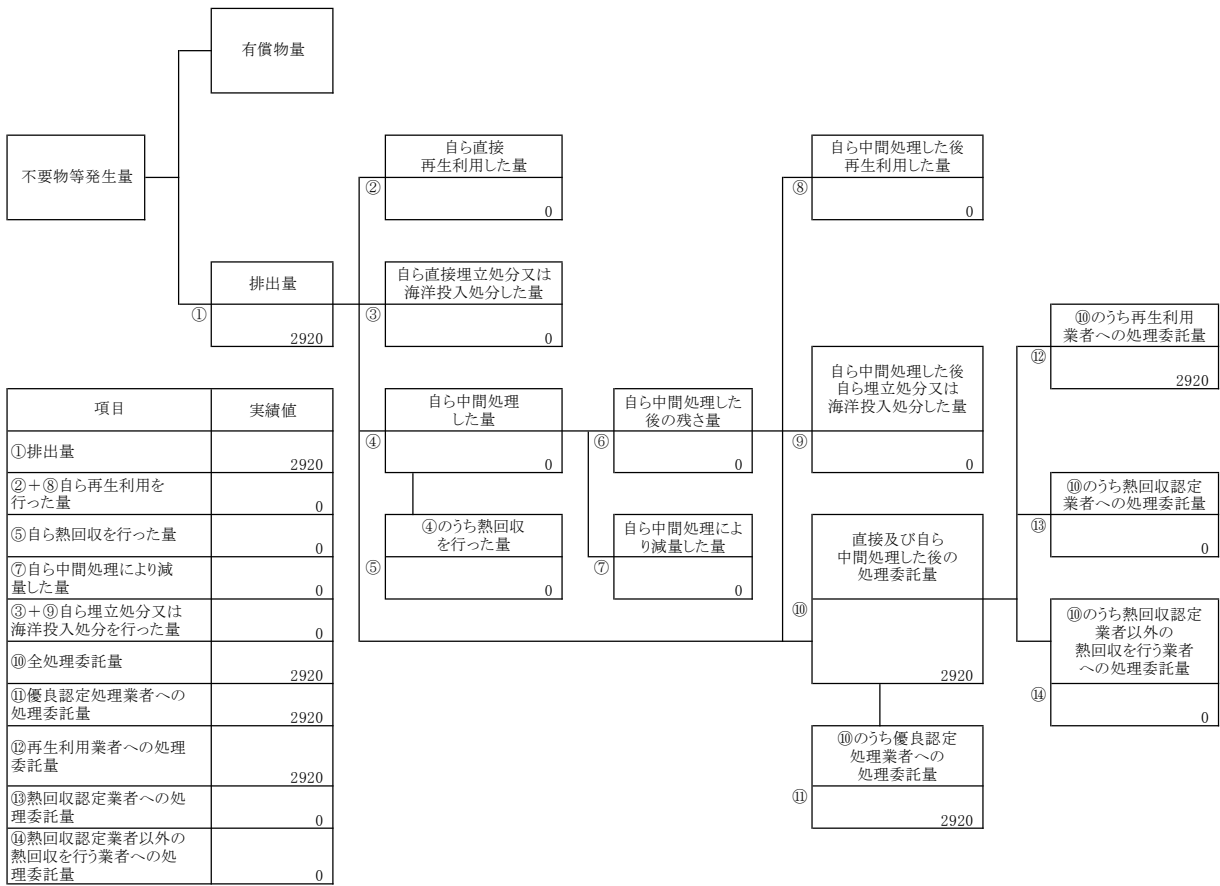 有償物量
不要物等発生量
排出量
①
2920
自ら直接
再生利用した量
②
0
自ら直接埋立処分又は
海洋投入処分した量
③
0
自ら中間処理
した量
④
0
④のうち熱回収
を行った量
⑤
0
自ら中間処理した
後の残さ量
⑥
0
自ら中間処理によ
り減量した量
⑦
0
自ら中間処理した後
再生利用した量
⑧
0
自ら中間処理した後
自ら埋立処分又は
海洋投入処分した量
⑨
0
直接及び自ら
中間処理した後の
処理委託量
⑩
2920
⑩のうち優良認定
処理業者への
処理委託量
⑪
2920
⑩のうち再生利用
業者への処理委託量
⑫
2920
⑩のうち熱回収認定
業者への処理委託量
⑬
0
⑩のうち熱回収認定
業者以外の
熱回収を行う業者
への処理委託量
⑭
0
項目 実績値
①排出量
2920
②+⑧自ら再生利用を
行った量 0
⑤自ら熱回収を行った量
0
⑦自ら中間処理により減
量した量 0
③+⑨自ら埋立処分又は
海洋投入処分を行った量 0
⑩全処理委託量
2920
⑪優良認定処理業者への
処理委託量 2920
⑫再生利用業者への処理
委託量
2920
⑬熱回収認定業者への処
理委託量 0
⑭熱回収認定業者以外の
熱回収を行う業者への処
理委託量 0